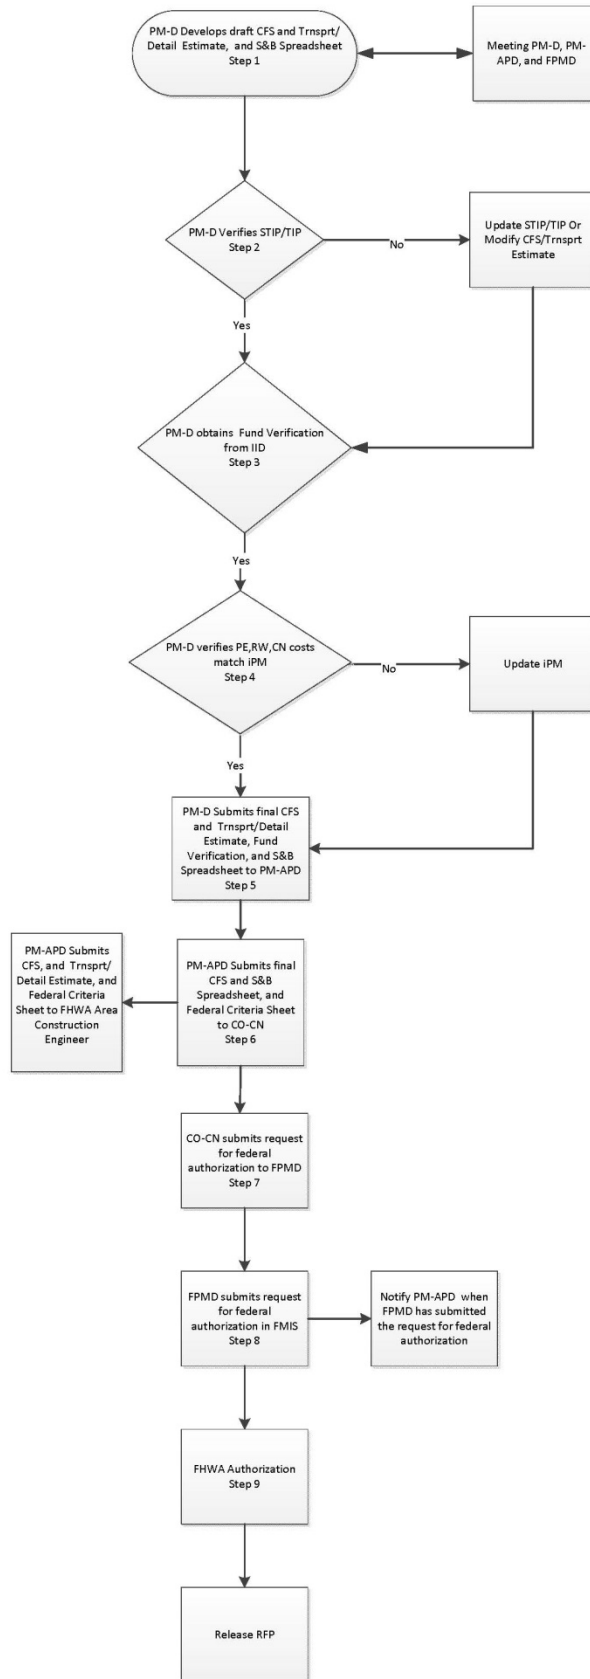 PM-D Develops draft CFS and Trnsprt/
Detail Estimate, and S&B Spreadsheet
Step 1
Meeting PM-D, PM-
APD, and FPMD
PM-D Verifies STIP/TIP
Step 2
No
Update STIP/TIP Or
Modify CFS/Trnsprt
Estimate
Yes
PM-D obtains Fund Verification
from IID
Step 3
Yes
PM-D verifies PE,RW,CN costs
match iPM
Step 4
No
Update iPM
Yes
PM-D Submits final CFS
and Trnsprt/Detail
Estimate, Fund
Verification, and S&B
Spreadsheet to PM-APD
Step 5
PM-APD Submits
CFS, and Trnsprt/
Detail Estimate, and
Federal Criteria
Sheet to FHWA Area
Construction
Engineer
PM-APD Submits final
CFS and S&B
Spreadsheet, and
Federal Criteria Sheet
to CO-CN
Step 6
CO-CN submits request
for federal
authorization to FPMD
Step 7
FPMD submits request
for federal
authorization in FMIS
Step 8
Notify PM-APD when
FPMD has submitted
the request for federal
authorization
FHWA Authorization
Step 9
Release RFP